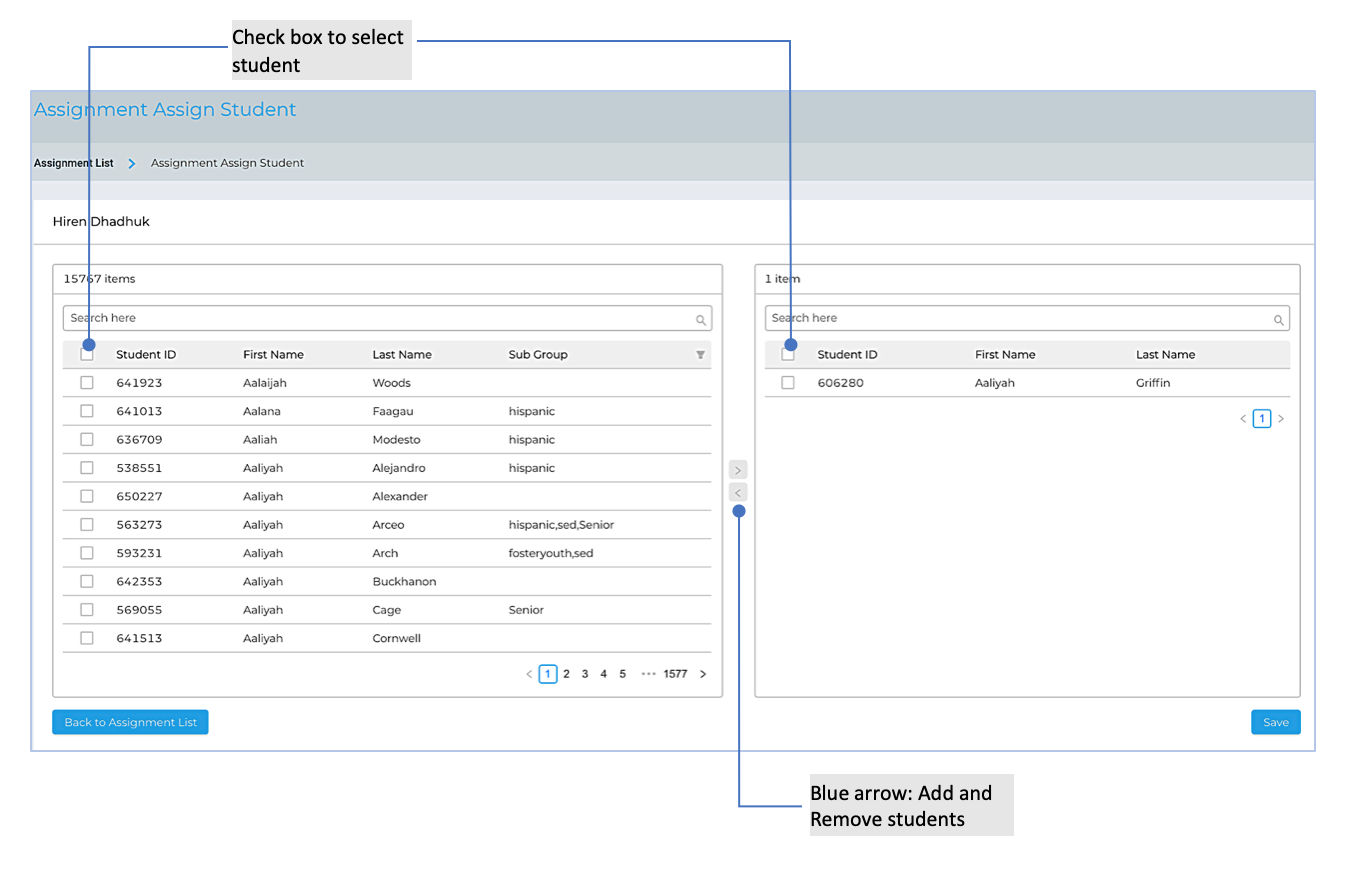 Check box to select
student
Assignment Assign Student
Assignment List > Assignment Assign Student
Hiren Dhadhuk
15767 items
Search here
Student ID First Name Last Name Sub Group
641923 Aalaijah Woods
641013 Aalana Faagau hispanic
636709 Aaliah Modesto hispanic
538551 Aaliyah Alejandro hispanic
650227 Aaliyah Alexander
563273 Aaliyah Arceo hispanic,sed,Senior
593231 Aaliyah Arch fosteryouth,sed
642353 Aaliyah Buckhanon
569055 Aaliyah Cage Senior
641513 Aaliyah Cornwell
< 1 2 3 4 5 ••• 1577 >
Back to Assignment List
>
<
1 item
Search here
Student ID First Name Last Name
606280 Aaliyah Griffin
< 1 >
Save
Blue arrow: Add and
Remove students